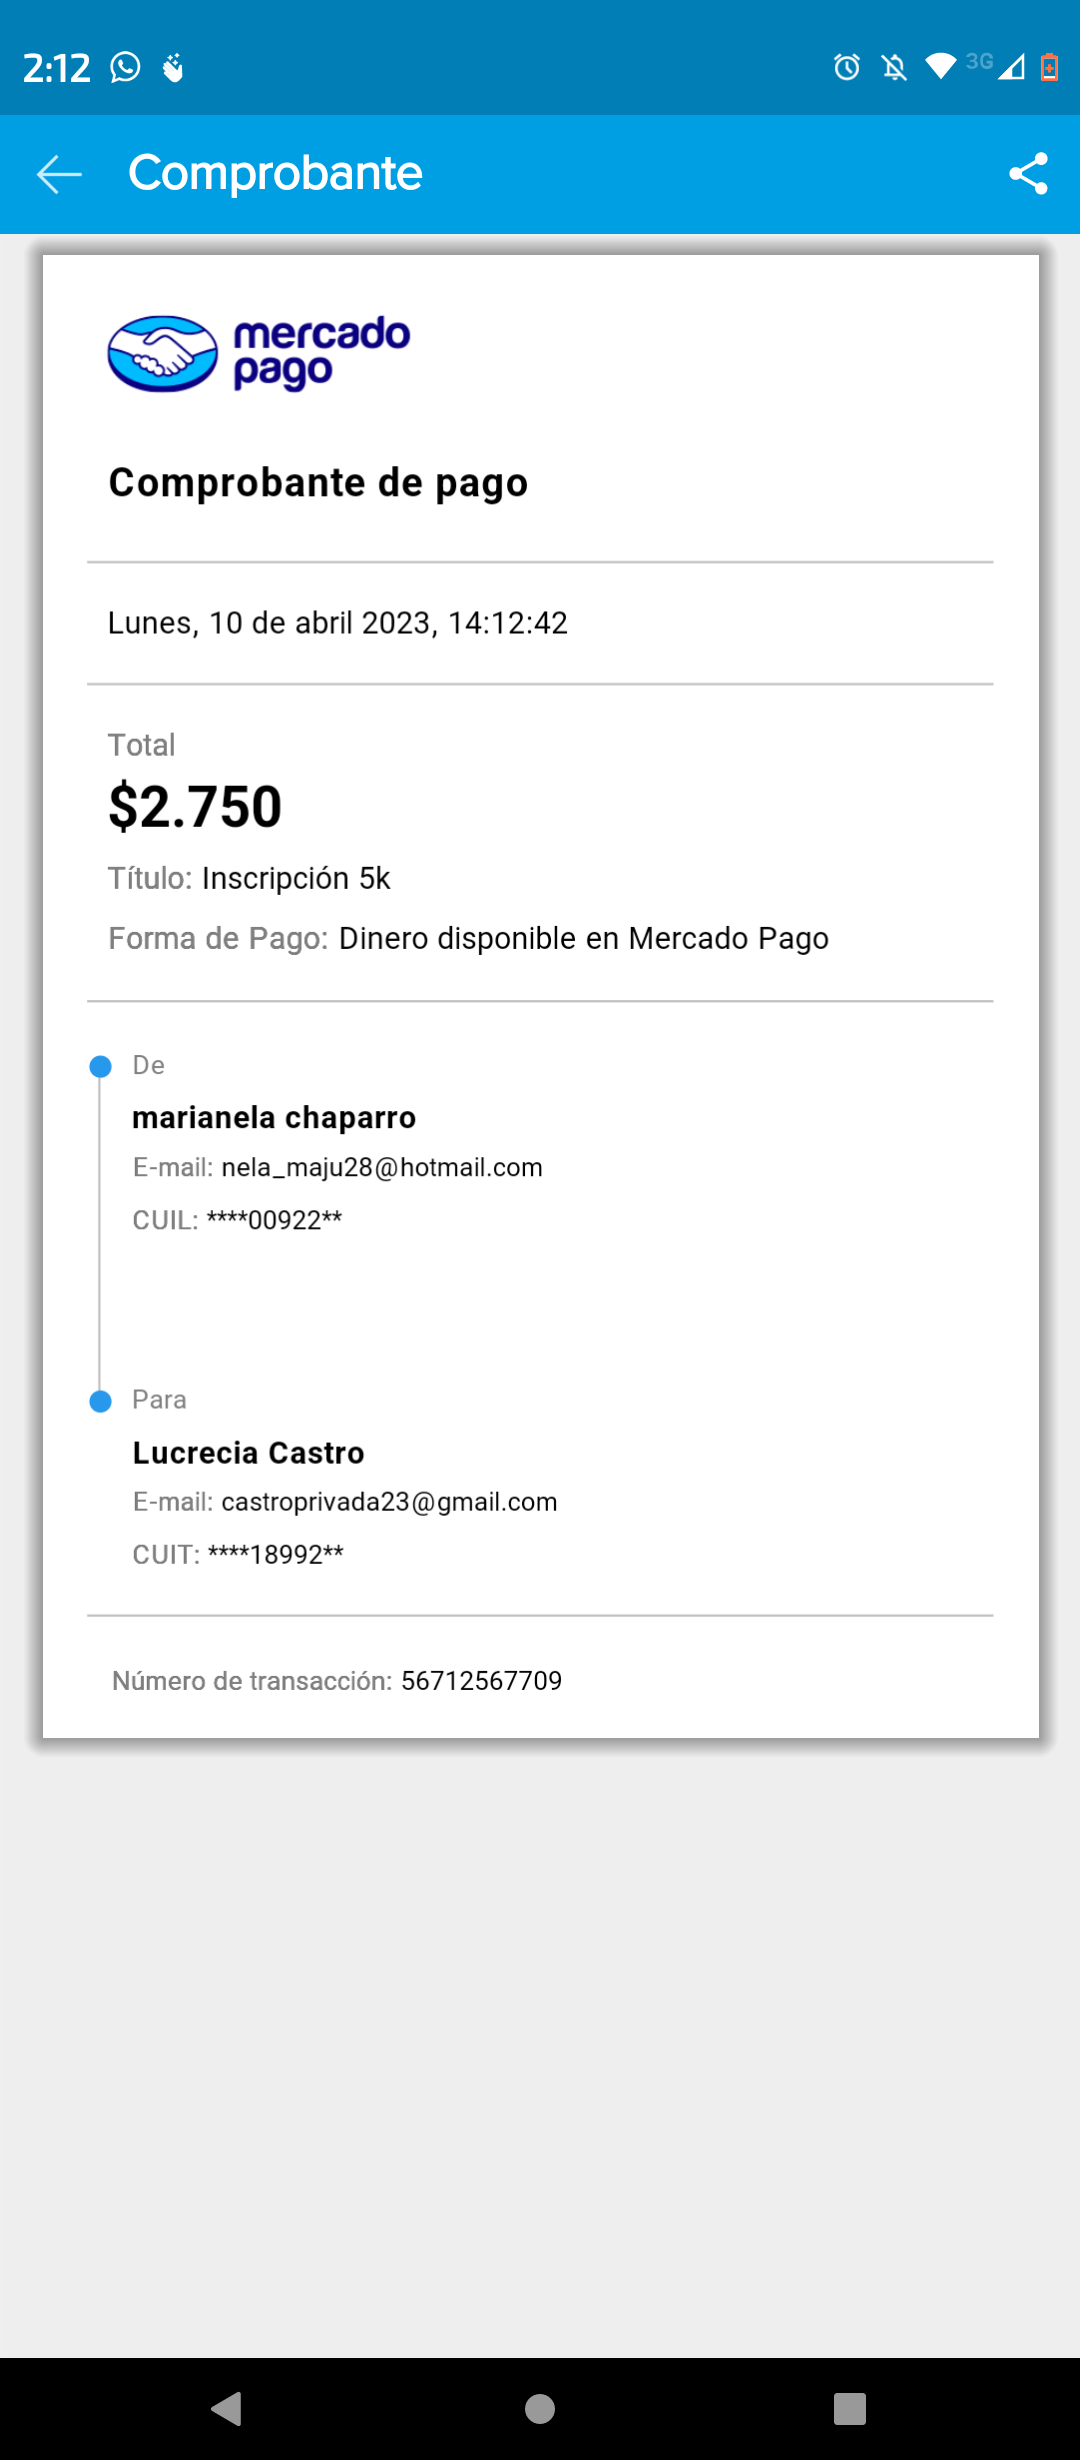 2:12
3G
Comprobante
mercado
pago
Comprobante de pago
Lunes, 10 de abril 2023, 14:12:42
Total
$2.750
Título: Inscripción 5k
Forma de Pago: Dinero disponible en Mercado Pago
De
marianela chaparro
E-mail: nela_maju28@hotmail.com
CUIL: ****00922**
Para
Lucrecia Castro
E-mail: castroprivada23@gmail.com
CUIT: ****18992**
Número de transacción: 56712567709